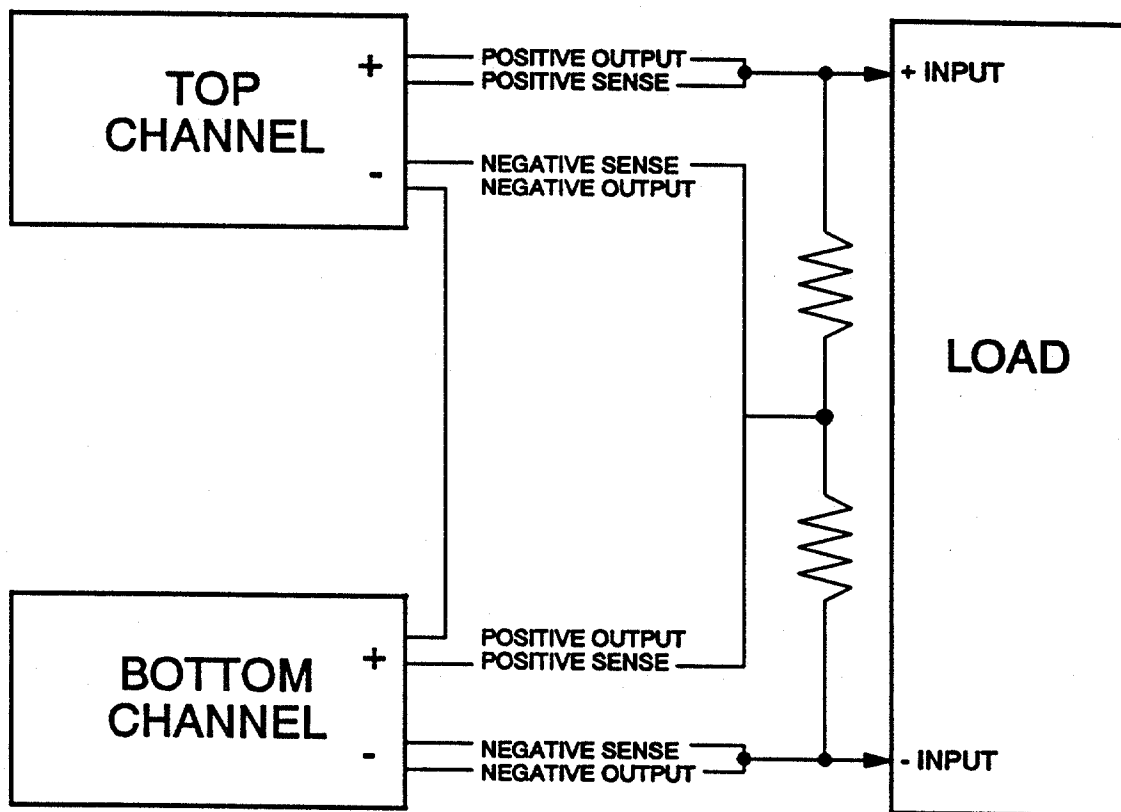 TOP
CHANNEL
+
-
POSITIVE OUTPUT
POSITIVE SENSE
NEGATIVE SENSE
NEGATIVE OUTPUT
+ INPUT
LOAD
BOTTOM
CHANNEL
+
-
POSITIVE OUTPUT
POSITIVE SENSE
NEGATIVE SENSE
NEGATIVE OUTPUT
- INPUT